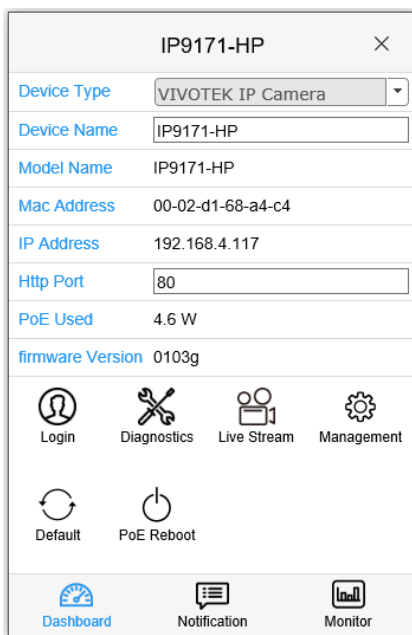 IP9171-HP
Device Type VIVOTEK IP Camera
Device Name IP9171-HP
Model Name IP9171-HP
Mac Address 00-02-d1-68-a4-c4
IP Address 192.168.4.117
Http Port 80
PoE Used 4.6 W
firmware Version 0103g
Login Diagnostics Live Stream Management
Default PoE Reboot
Dashboard Notification Monitor